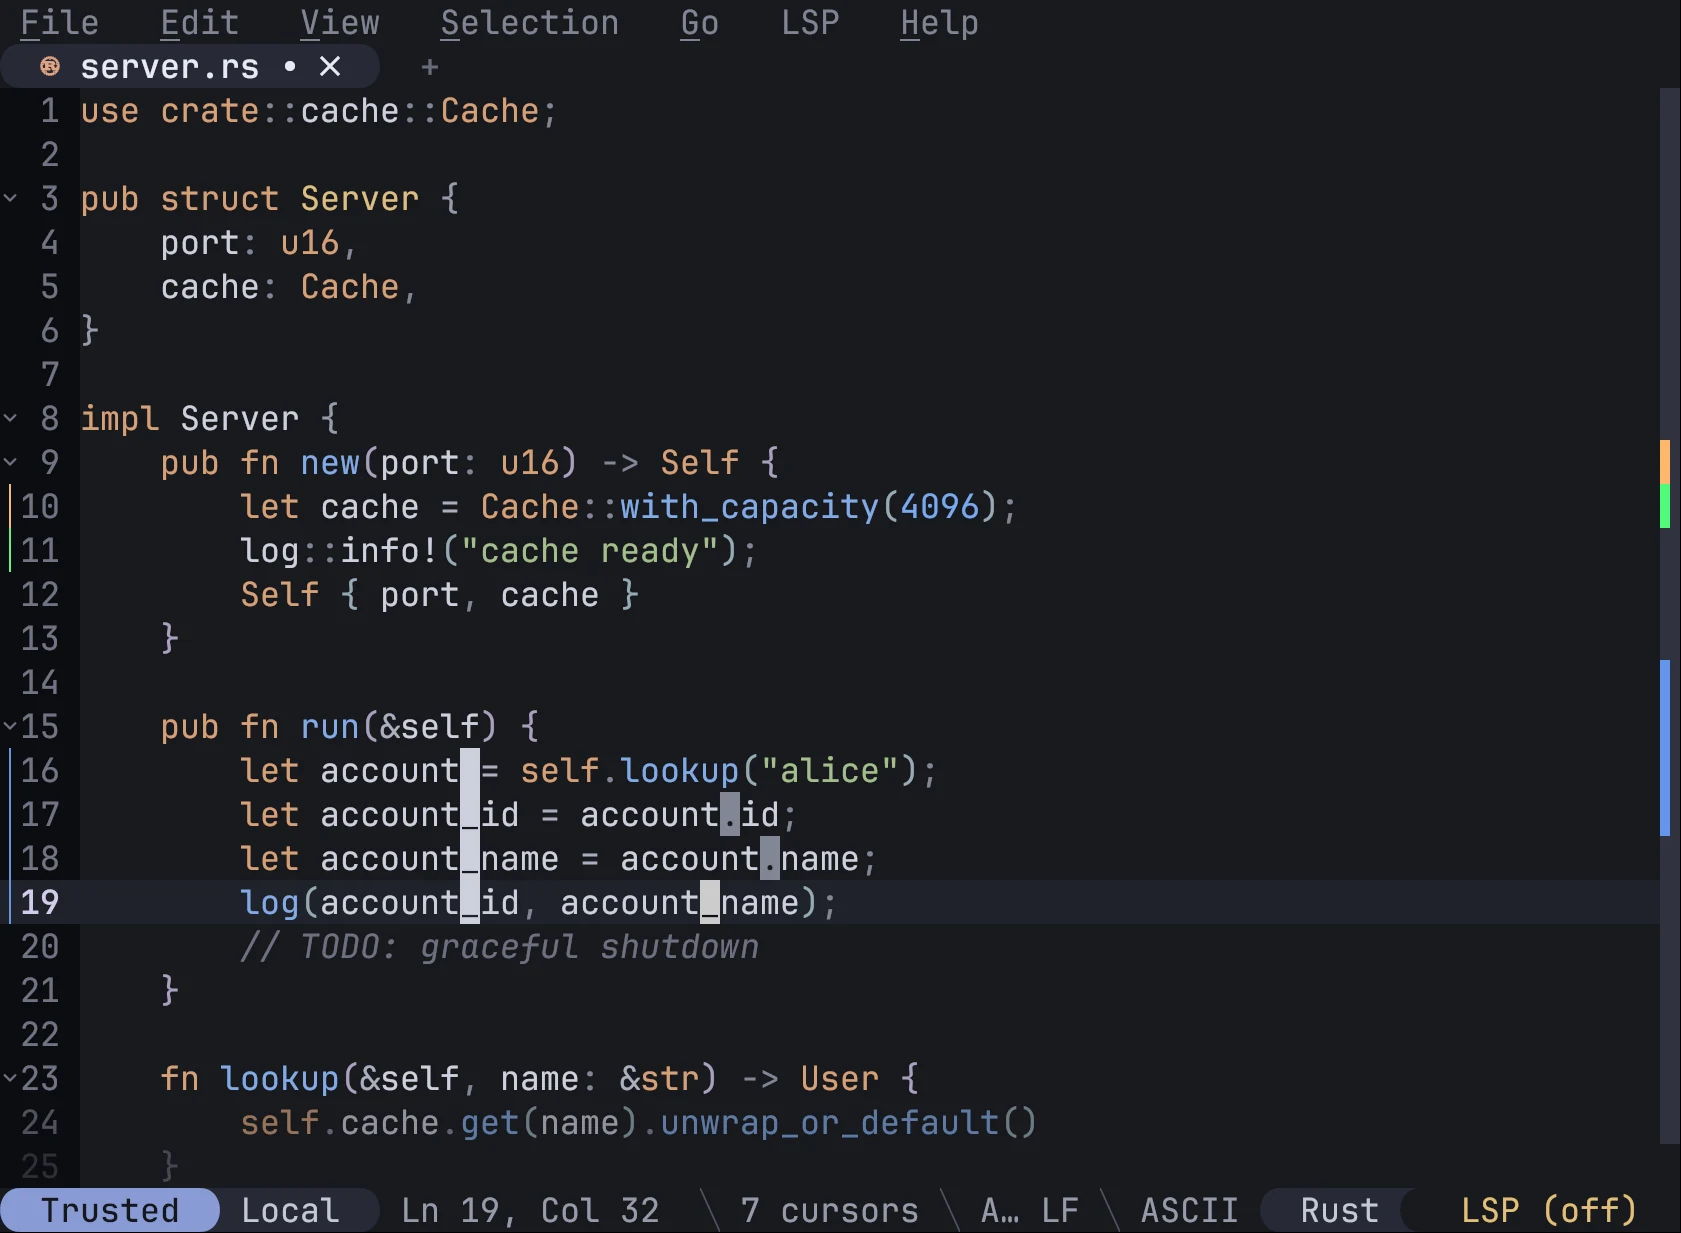 File Edit View Selection Go LSP Help
server.rs • × +
1 use crate::cache::Cache;
2
3 pub struct Server {
4     port: u16,
5     cache: Cache,
6 }
7
8 impl Server {
9     pub fn new(port: u16) -> Self {
10         let cache = Cache::with_capacity(4096);
11         log::info!("cache ready");
12         Self { port, cache }
13     }
14
15     pub fn run(&self) {
16         let account = self.lookup("alice");
17         let account_id = account.id;
18         let account_name = account.name;
19         log(account_id, account_name);
20         // TODO: graceful shutdown
21     }
22
23     fn lookup(&self, name: &str) -> User {
24         self.cache.get(name).unwrap_or_default()
25     }
Trusted Local Ln 19, Col 32 \ 7 cursors \ A… LF \ ASCII Rust LSP (off)